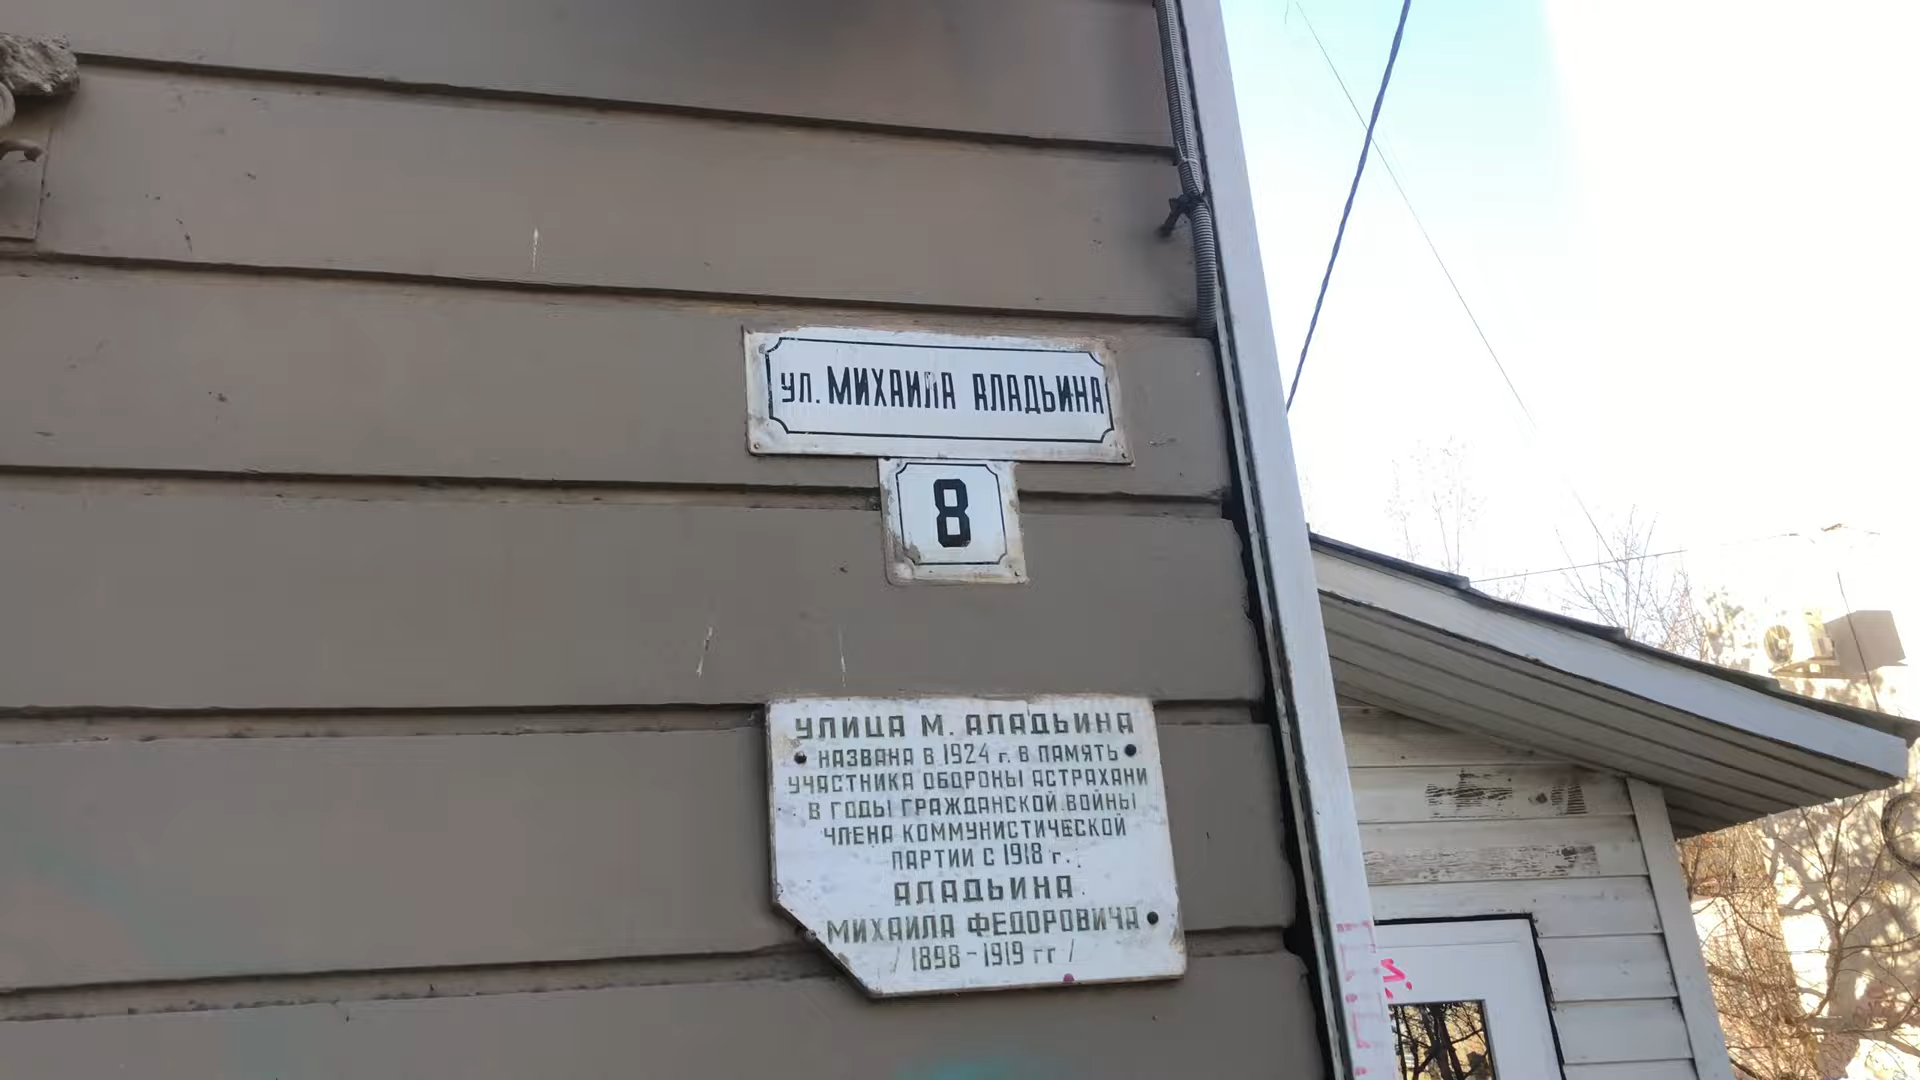 ул. МИХАИЛА АЛАДЬИНА
8
УЛИЦА М. АЛАДЬИНА
НАЗВАНА В 1924 г. В ПАМЯТЬ
УЧАСТНИКА ОБОРОНЫ АСТРАХАНИ
В ГОДЫ ГРАЖДАНСКОЙ ВОЙНЫ
ЧЛЕНА КОММУНИСТИЧЕСКОЙ
ПАРТИИ С 1918 г.
АЛАДЬИНА
МИХАИЛА ФЕДОРОВИЧА
/ 1898 - 1919 гг /